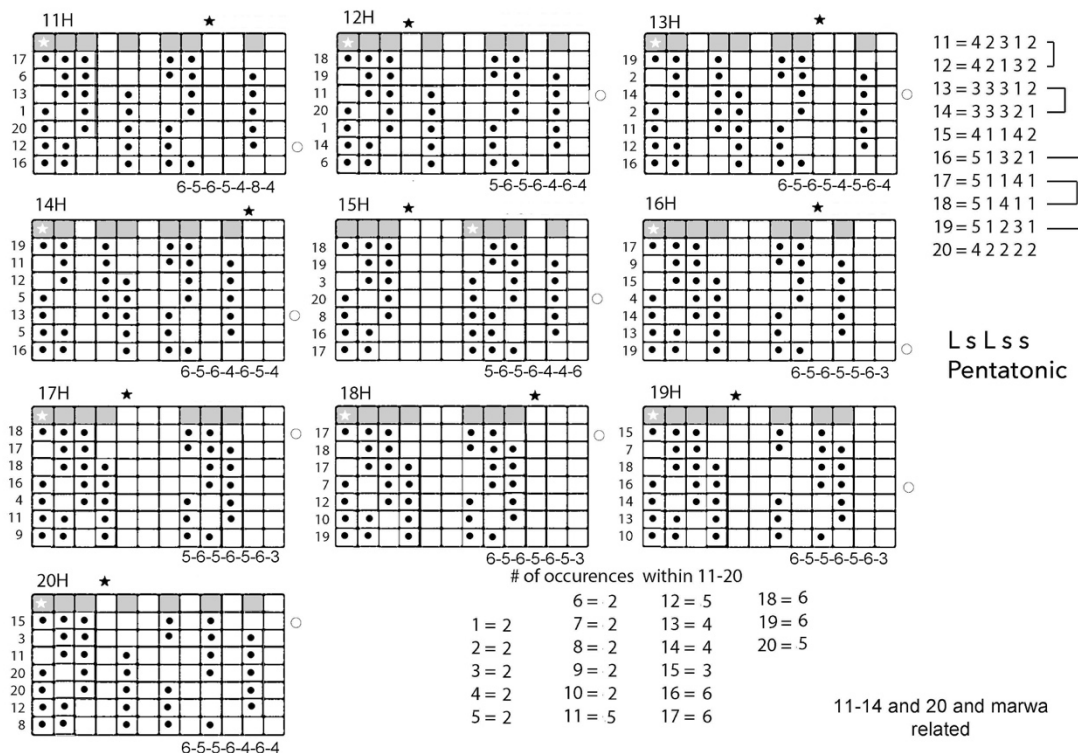 11H ★
17
6
13
1
20
12 ○
16
6-5-6-5-4-8-4
12H ★
18
19
11 ○
20
1
14
6
5-6-5-6-4-6-4
13H ★
19
2
14 ○
2
11
12
16
6-5-6-5-4-5-6-4
14H ★
19
11
12
5
13 ○
5
16
6-5-6-4-6-5-4
15H ★
18
19
3
20 ○
8
16
17
6-5-6-4-4-6
16H ★
17
9
15
4
14
13
19 ○
6-5-6-5-5-6-3
17H ★
18 ○
17
18
16
4
11
9
5-6-5-6-5-6-3
18H ★
17 ○
18
17
7
12
10
19
6-5-6-5-6-5-3
19H ★
15
7
18
16 ○
14
13
10
6-5-5-6-5-6-3
20H ★
15 ○
3
11
20
20
12
8
6-5-5-6-4-6-4
11 = 4 2 3 1 2
12 = 4 2 1 3 2
13 = 3 3 3 1 2
14 = 3 3 3 2 1
15 = 4 1 1 4 2
16 = 5 1 3 2 1
17 = 5 1 1 4 1
18 = 5 1 4 1 1
19 = 5 1 2 3 1
20 = 4 2 2 2 2
L s L s s
Pentatonic
# of occurences within 11-20
1 = 2
2 = 2
3 = 2
4 = 2
5 = 2
6 = 2
7 = 2
8 = 2
9 = 2
10 = 2
11 = 5
12 = 5
13 = 4
14 = 4
15 = 3
16 = 6
17 = 6
18 = 6
19 = 6
20 = 5
11-14 and 20 and marwa
related